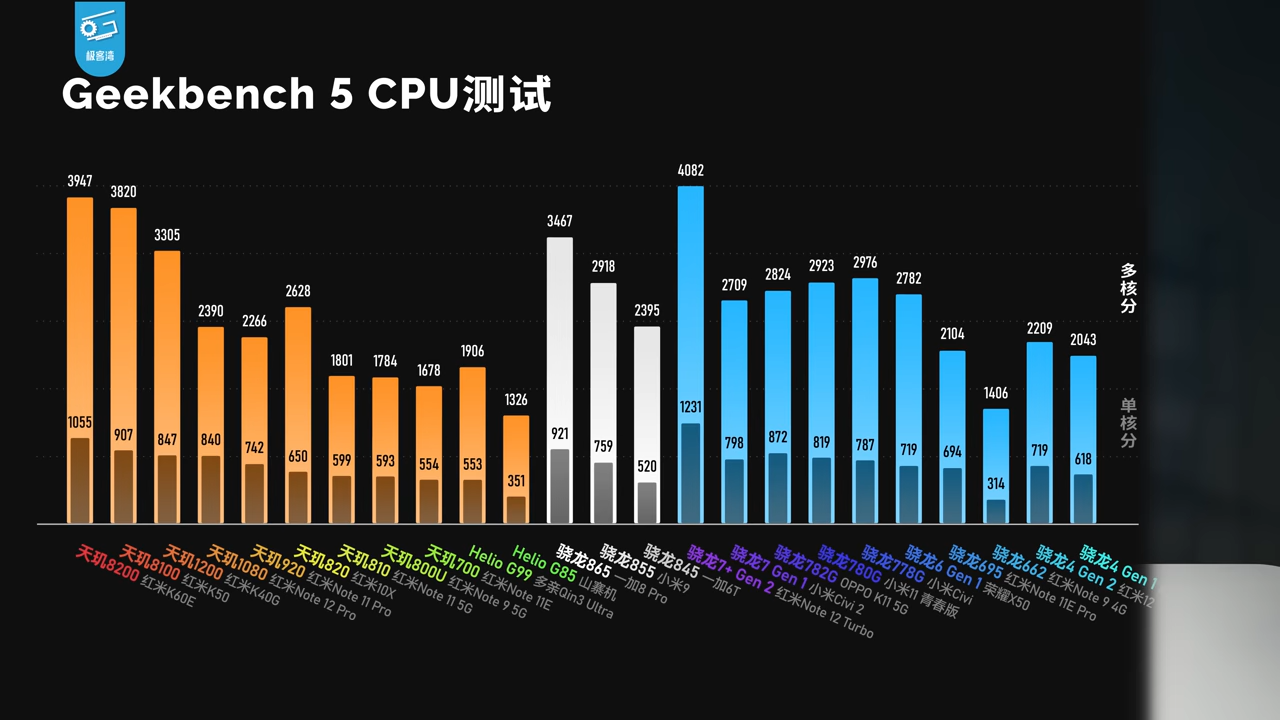 极客湾
Geekbench 5 CPU测试
3947
3820
3305
2390
2266
2628
1801
1784
1678
1906
1326
3467
2918
2395
4082
2709
2824
2923
2976
2782
2104
1406
2209
2043
1055
907
847
840
742
650
599
593
554
553
351
921
759
520
1231
798
872
819
787
719
694
314
719
618
多核分
单核分
天玑8200 红米K60E
天玑8100 红米K50
天玑1200 红米K40G
天玑1080 红米Note 12 Pro
天玑920 红米Note 11 Pro
天玑820 红米10X
天玑810 红米Note 11 5G
天玑800U 红米Note 9 5G
天玑700 红米Note 11E
Helio G99 多亲Qin3 Ultra
Helio G85 山寨机
骁龙865 一加8 Pro
骁龙855 小米9
骁龙845 一加6T
骁龙7+ Gen 2 红米Note 12 Turbo
骁龙7 Gen 1 小米Civi 2
骁龙782G OPPO K11 5G
骁龙780G 小米11 青春版
骁龙778G 小米Civi
骁龙6 Gen 1 荣耀X50
骁龙695 红米Note 11E Pro
骁龙662 红米Note 9 4G
骁龙4 Gen 2 红米12
骁龙4 Gen 1